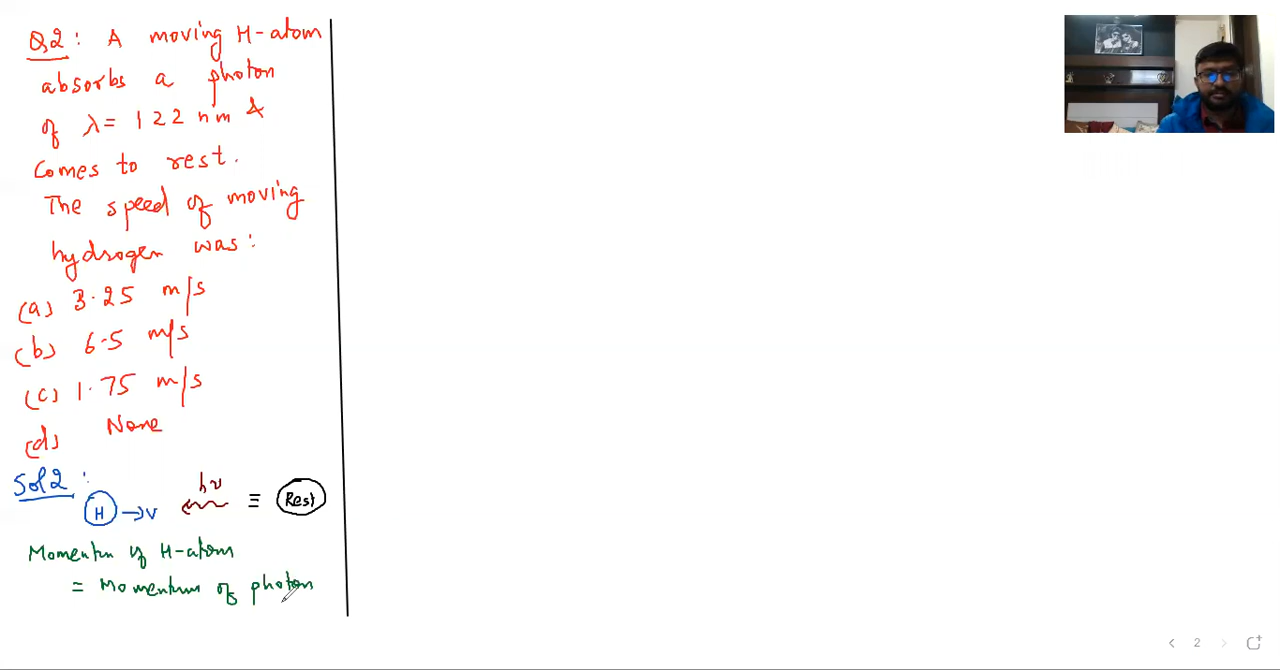 Q2: A moving H-atom
absorbs a photon
of λ= 122 nm &
comes to rest.
The speed of moving
hydrogen was:
(a) 3.25 m/s
(b) 6.5 m/s
(c) 1.75 m/s
(d) None
Sol2:
H →v hν ≡ Rest
Momentum of H-atom
= Momentum of photon
2